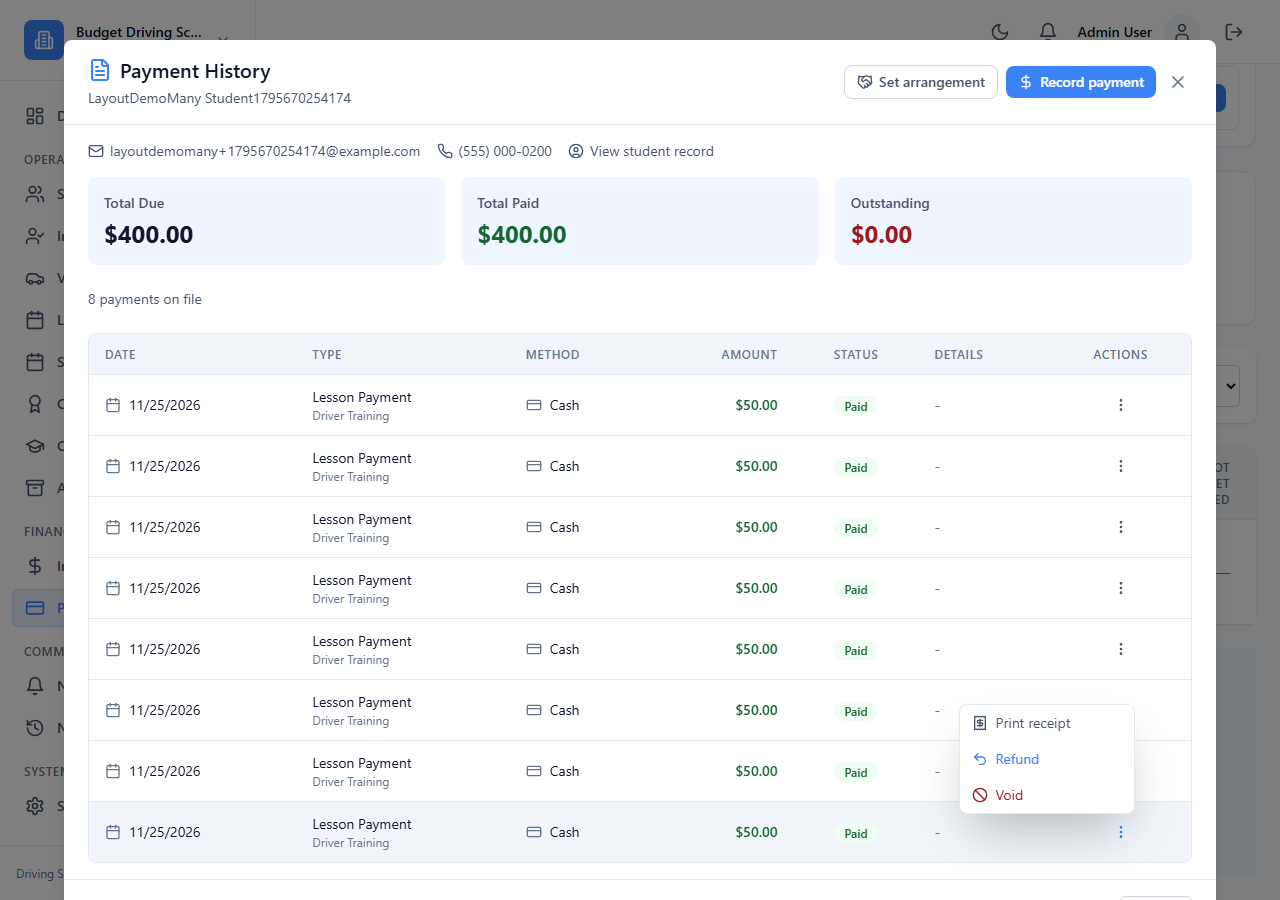 Budget Driving Sc...
Admin User
Payment History
LayoutDemoMany Student1795670254174
Set arrangement
Record payment
layoutdemomany+1795670254174@example.com
(555) 000-0200
View student record
Total Due
$400.00
Total Paid
$400.00
Outstanding
$0.00
8 payments on file
DATE TYPE METHOD AMOUNT STATUS DETAILS ACTIONS
11/25/2026 Lesson Payment Cash $50.00 Paid -
Driver Training
11/25/2026 Lesson Payment Cash $50.00 Paid -
Driver Training
11/25/2026 Lesson Payment Cash $50.00 Paid -
Driver Training
11/25/2026 Lesson Payment Cash $50.00 Paid -
Driver Training
11/25/2026 Lesson Payment Cash $50.00 Paid -
Driver Training
11/25/2026 Lesson Payment Cash $50.00 Paid -
Driver Training
11/25/2026 Lesson Payment Cash $50.00 Paid -
Driver Training
11/25/2026 Lesson Payment Cash $50.00 Paid -
Driver Training
Print receipt
Refund
Void
Driving S